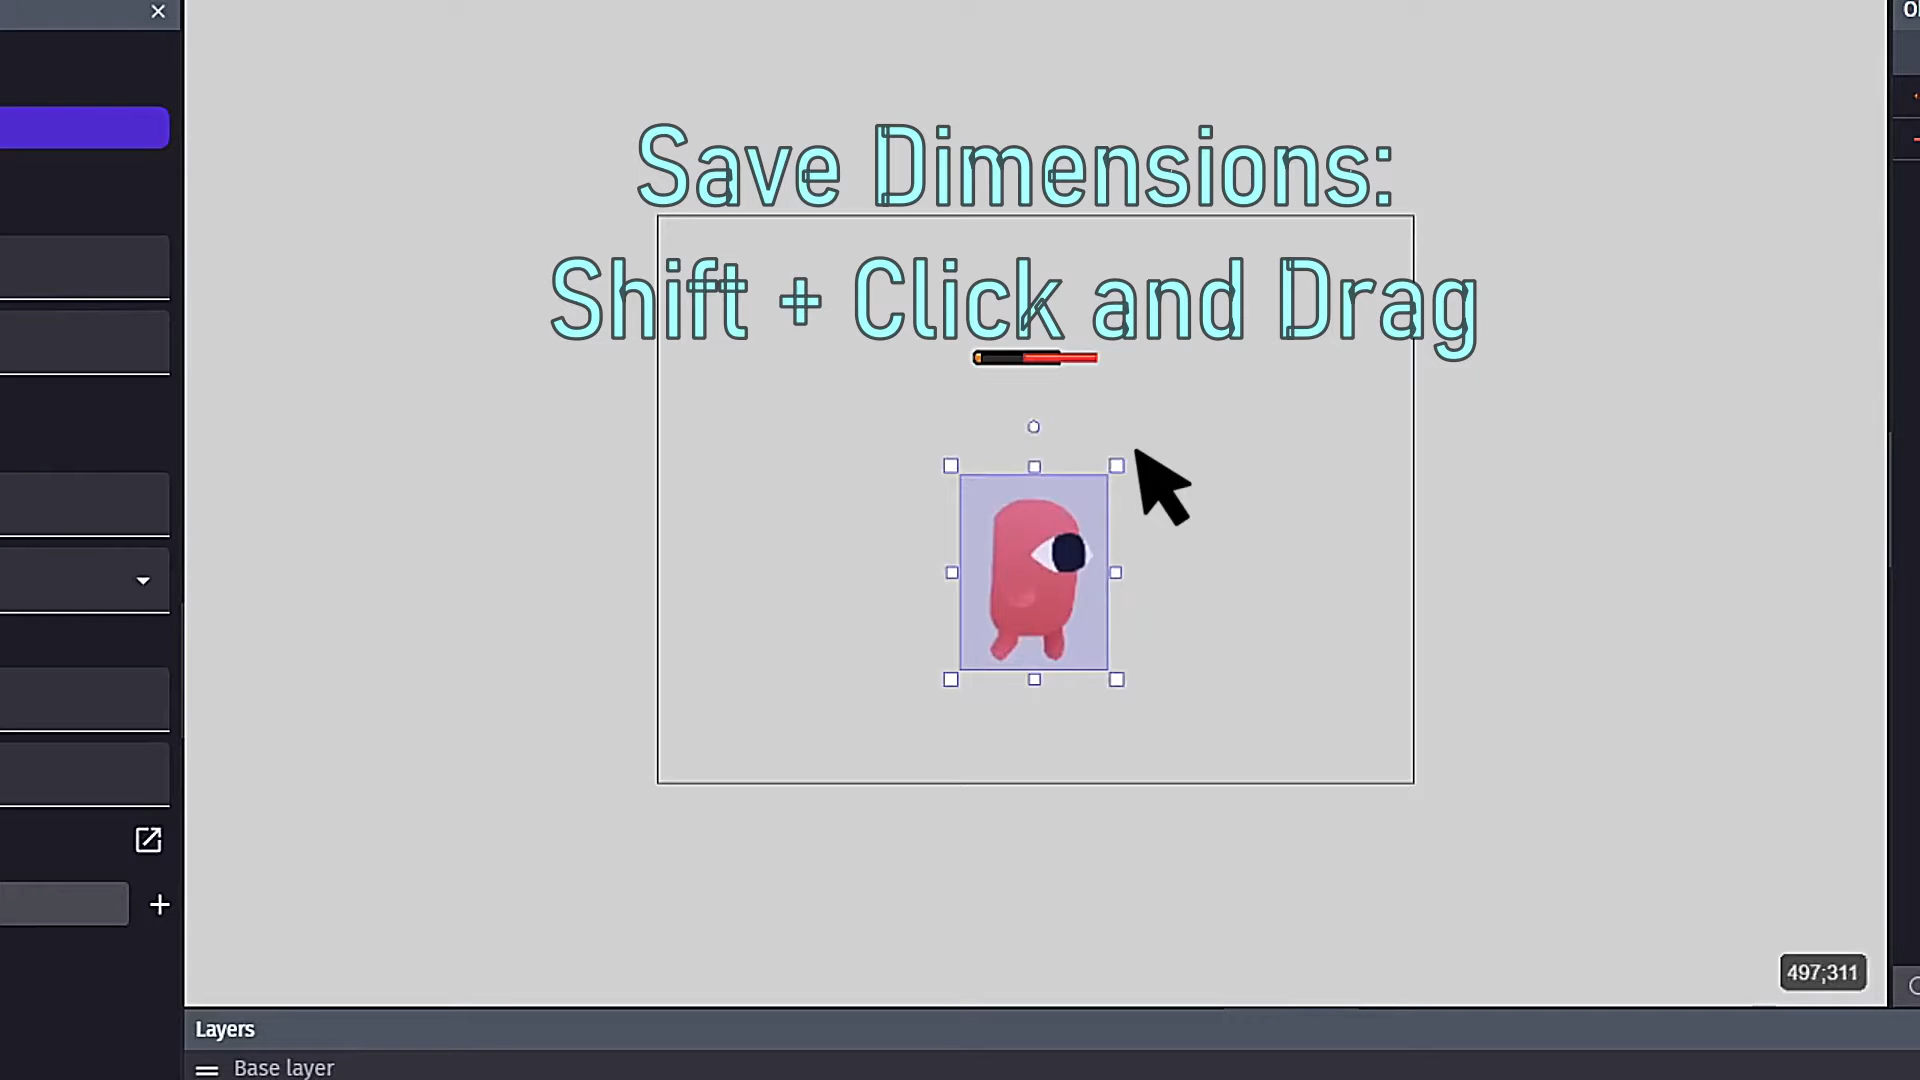 Save Dimensions:
Shift + Click and Drag
497;311
Layers
Base layer